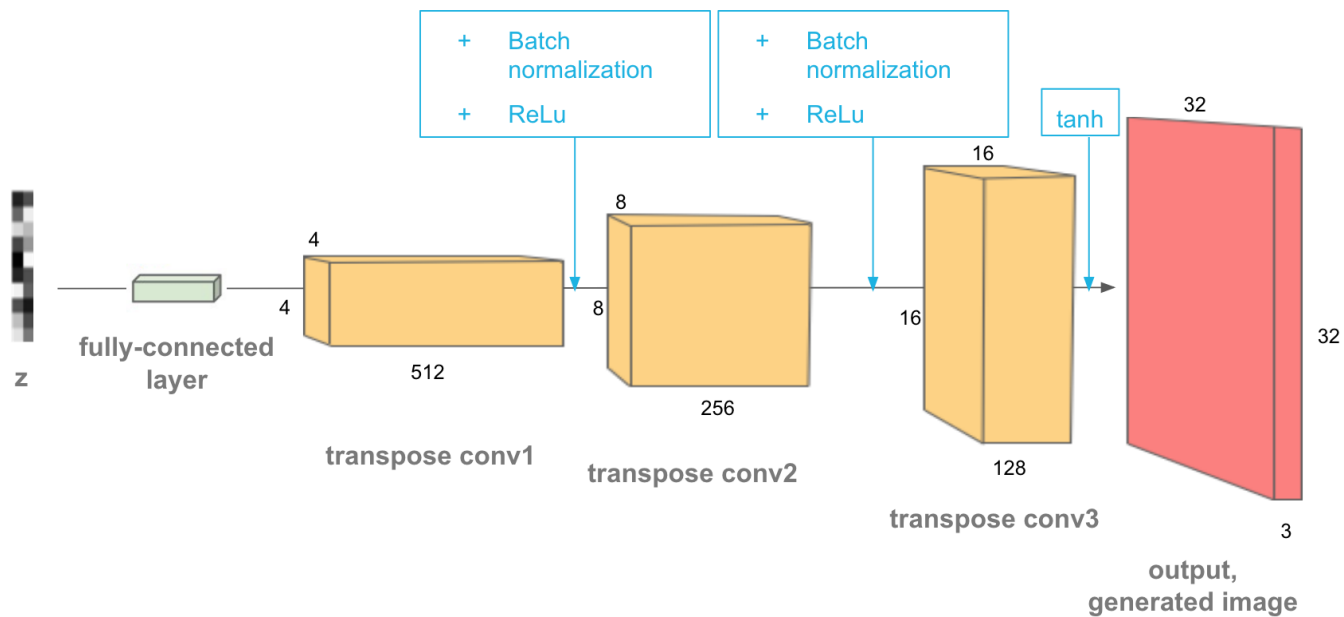 + Batch
normalization
+ ReLu
+ Batch
normalization
+ ReLu
tanh
z
fully-connected
layer
4
4
512
transpose conv1
8
8
256
transpose conv2
16
16
128
transpose conv3
32
32
3
output,
generated image